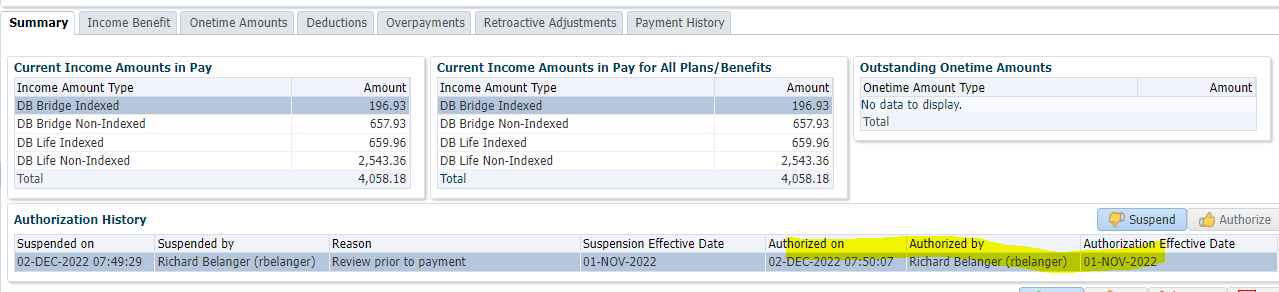 Summary Income Benefit Onetime Amounts Deductions Overpayments Retroactive Adjustments Payment History
Current Income Amounts in Pay
Income Amount Type Amount
DB Bridge Indexed 196.93
DB Bridge Non-Indexed 657.93
DB Life Indexed 659.96
DB Life Non-Indexed 2,543.36
Total 4,058.18
Current Income Amounts in Pay for All Plans/Benefits
Income Amount Type Amount
DB Bridge Indexed 196.93
DB Bridge Non-Indexed 657.93
DB Life Indexed 659.96
DB Life Non-Indexed 2,543.36
Total 4,058.18
Outstanding Onetime Amounts
Onetime Amount Type Amount
No data to display.
Total
Authorization History Suspend Authorize
Suspended on Suspended by Reason Suspension Effective Date Authorized on Authorized by Authorization Effective Date
02-DEC-2022 07:49:29 Richard Belanger (rbelanger) Review prior to payment 01-NOV-2022 02-DEC-2022 07:50:07 Richard Belanger (rbelanger) 01-NOV-2022